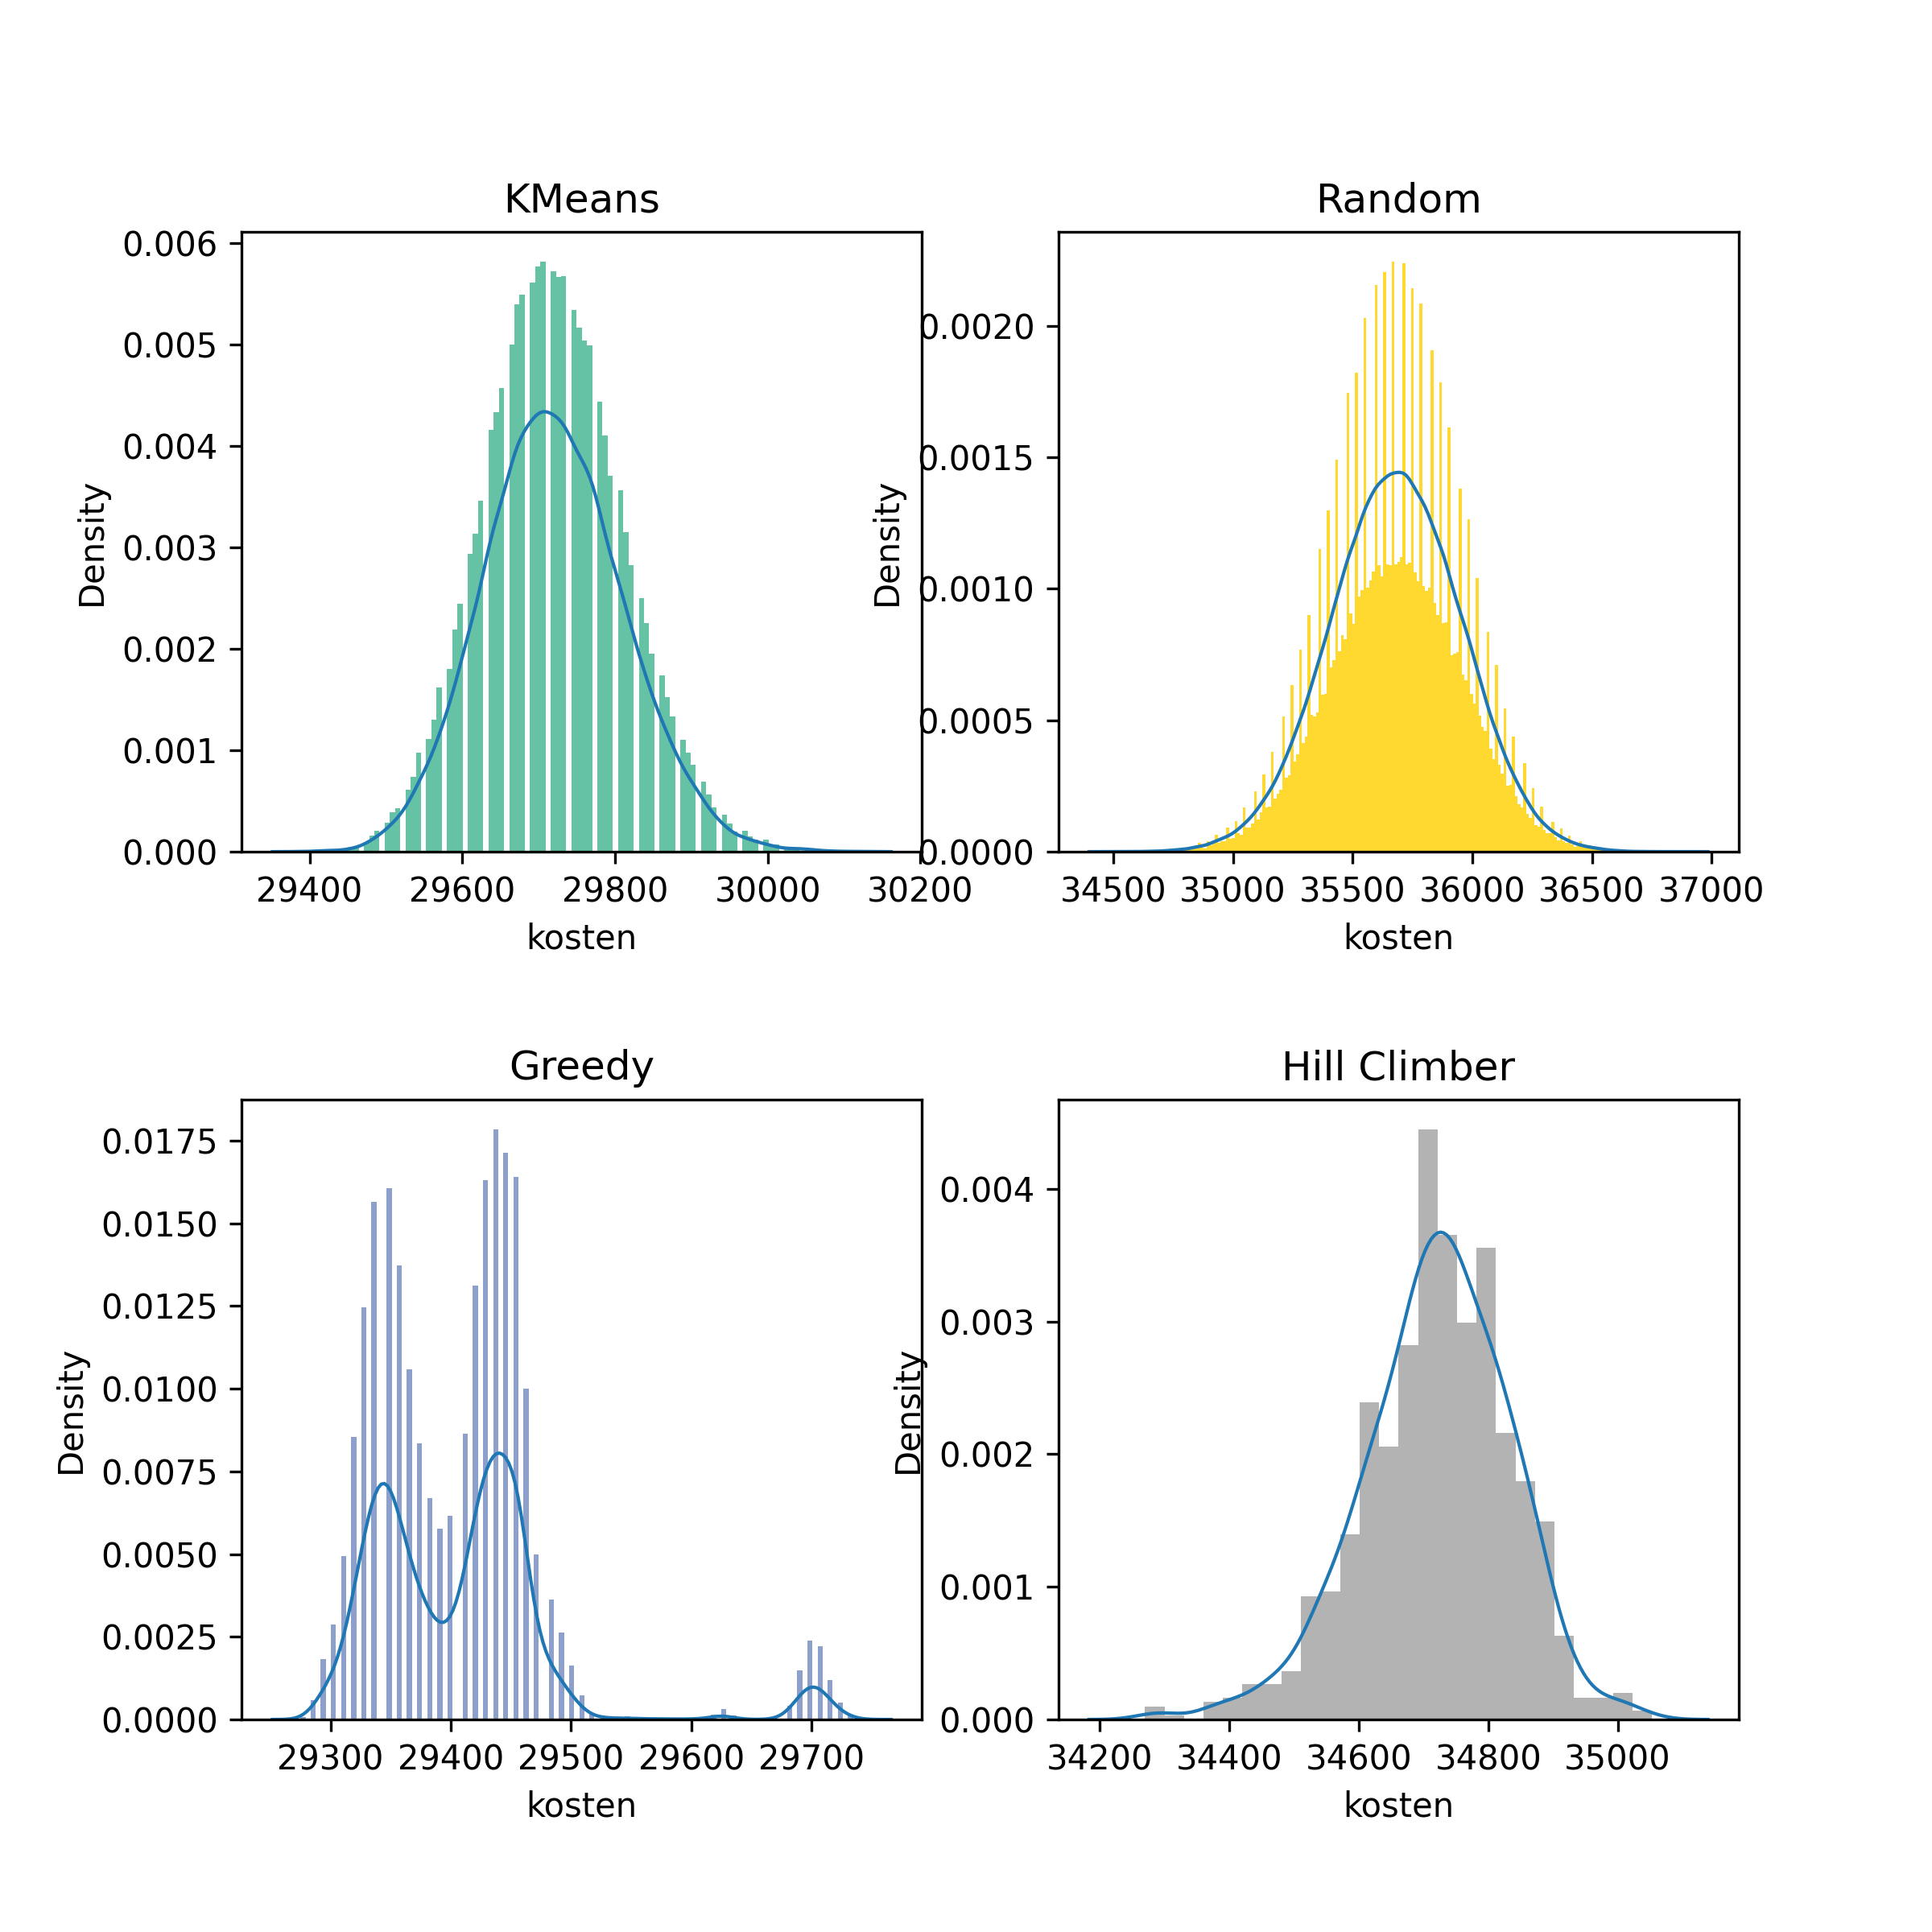 KMeans
0.006
0.005
0.004
0.003
0.002
0.001
0.000
Density
29400 29600 29800 30000 30200
kosten
Random
0.0020
0.0015
0.0010
0.0005
0.0000
Density
34500 35000 35500 36000 36500 37000
kosten
Greedy
0.0175
0.0150
0.0125
0.0100
0.0075
0.0050
0.0025
0.0000
Density
29300 29400 29500 29600 29700
kosten
Hill Climber
0.004
0.003
0.002
0.001
0.000
Density
34200 34400 34600 34800 35000
kosten